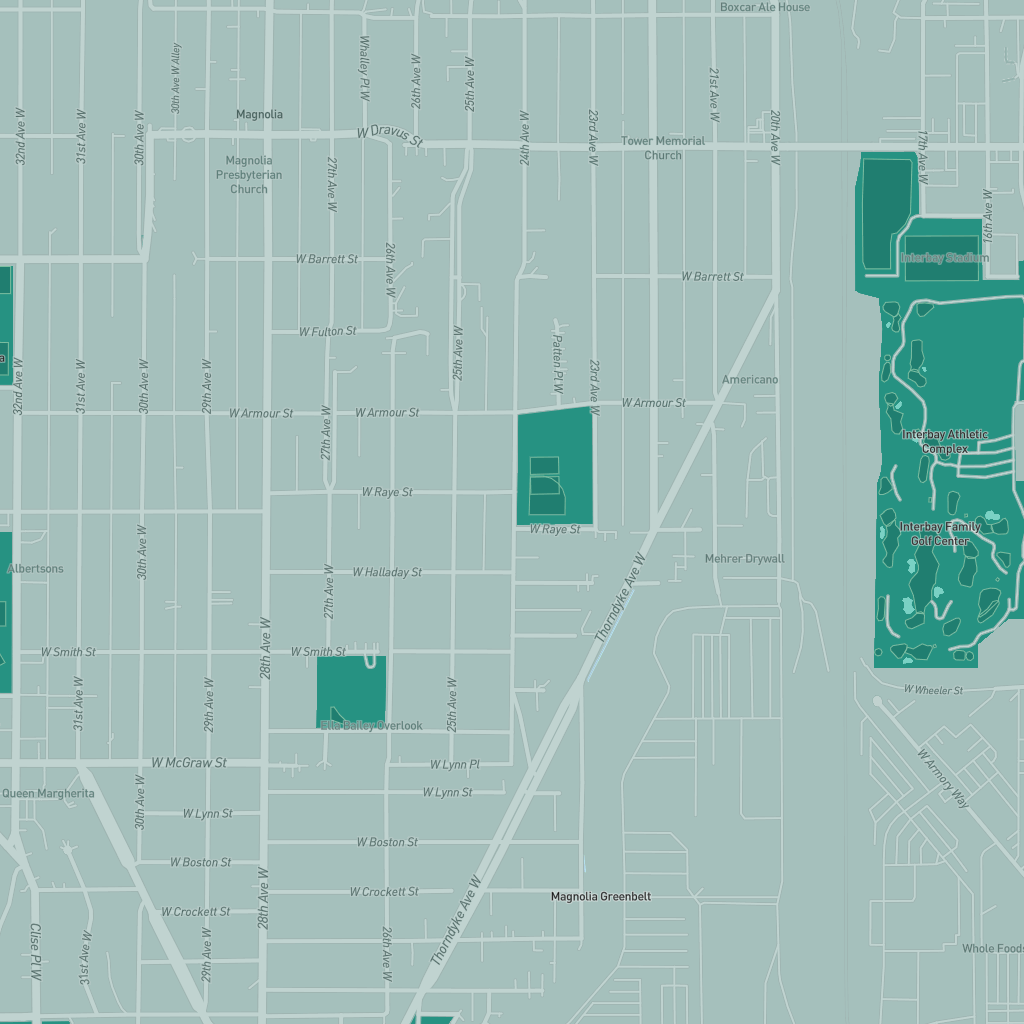 Boxcar Ale House
30th Ave W Alley
Whalley Pl W
26th Ave W
25th Ave W
21st Ave W
32nd Ave W
31st Ave W
30th Ave W
Magnolia
W Dravus St
24th Ave W
23rd Ave W
Tower Memorial
Church
20th Ave W
17th Ave W
Magnolia
Presbyterian
Church
27th Ave W
16th Ave W
26th Ave W
W Barrett St
W Barrett St
Interbay Stadium
W Fulton St
25th Ave W
Patten Pl W
23rd Ave W
a
32nd Ave W
31st Ave W
30th Ave W
29th Ave W
Americano
W Armour St
W Armour St
W Armour St
27th Ave W
Interbay Athletic
Complex
W Raye St
W Raye St
Interbay Family
Golf Center
30th Ave W
Albertsons
W Halladay St
27th Ave W
Thorndyke Ave W
Mehrer Drywall
28th Ave W
W Smith St
W Smith St
31st Ave W
29th Ave W
25th Ave W
W Wheeler St
Ella Bailey Overlook
W McGraw St
W Lynn Pl
W Armory Way
Queen Margherita
30th Ave W
W Lynn St
W Lynn St
W Boston St
W Boston St
W Crockett St
W Crockett St
28th Ave W
Magnolia Greenbelt
Thorndyke Ave W
Clise Pl W
31st Ave W
29th Ave W
26th Ave W
Whole Foods